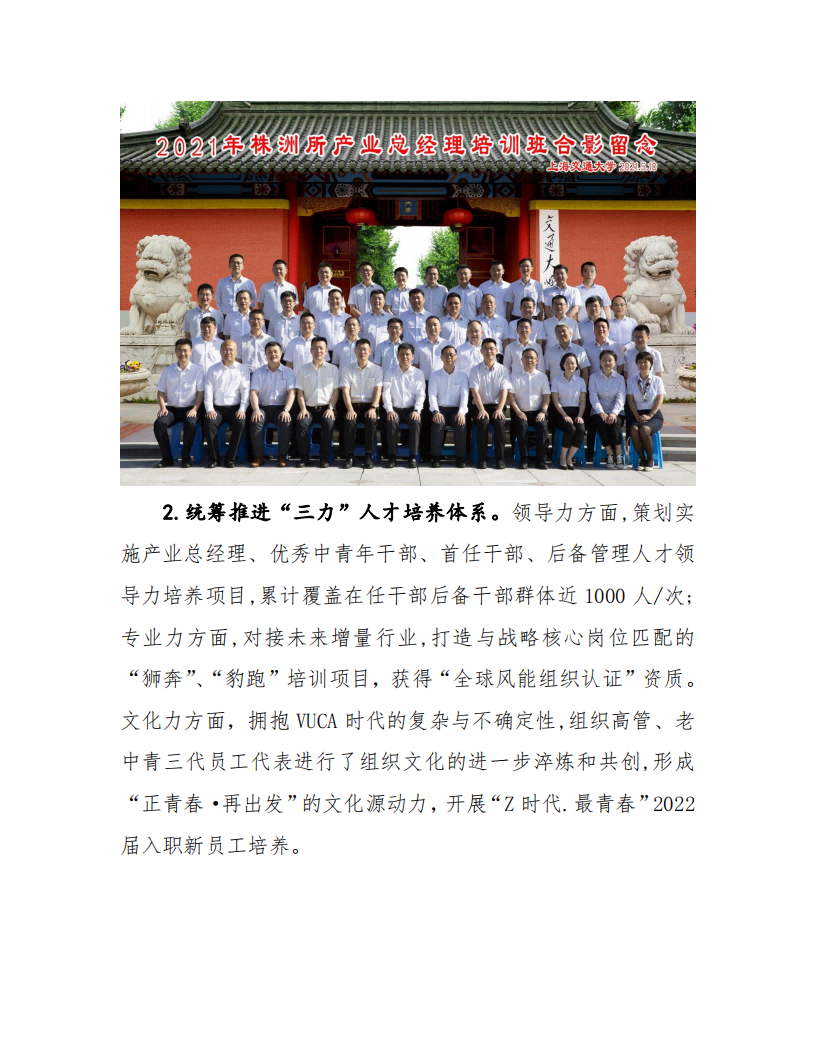 2021年株洲所产业总经理培训班合影留念
上海交通大学 2021.5.10
交通大
2.统筹推进“三力”人才培养体系。领导力方面,策划实
施产业总经理、优秀中青年干部、首任干部、后备管理人才领
导力培养项目,累计覆盖在任干部后备干部群体近 1000 人/次;
专业力方面,对接未来增量行业,打造与战略核心岗位匹配的
“狮奔”、“豹跑”培训项目，获得“全球风能组织认证”资质。
文化力方面，拥抱 VUCA 时代的复杂与不确定性,组织高管、老
中青三代员工代表进行了组织文化的进一步淬炼和共创,形成
“正青春·再出发”的文化源动力，开展“Z 时代.最青春”2022
届入职新员工培养。